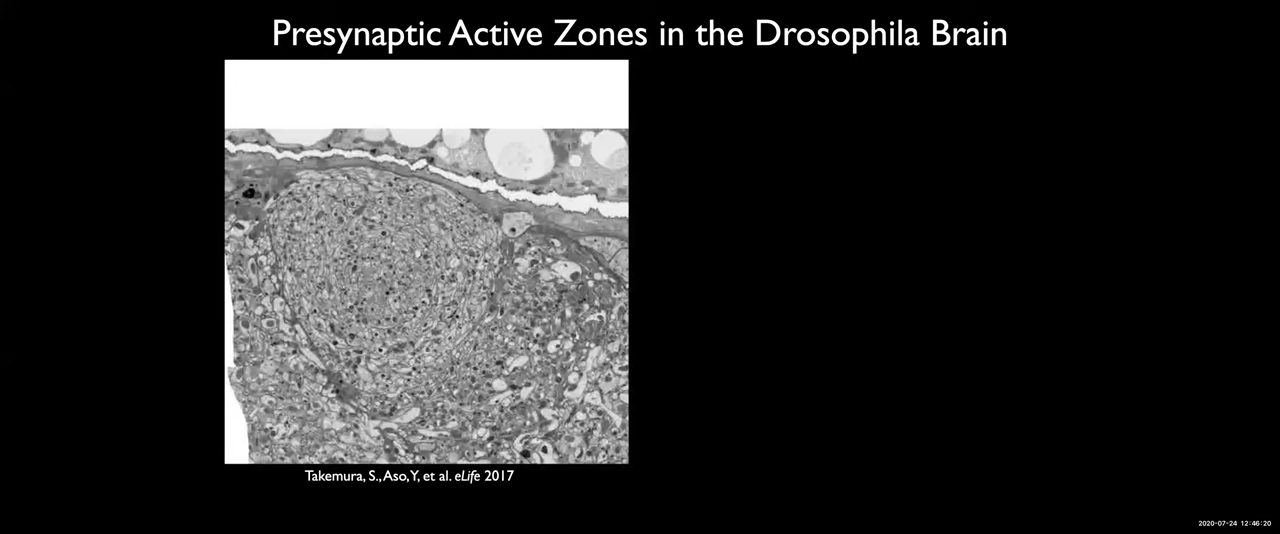 Presynaptic Active Zones in the Drosophila Brain
Takemura, S., Aso, Y, et al. eLife 2017
2020-07-24 12:46:20